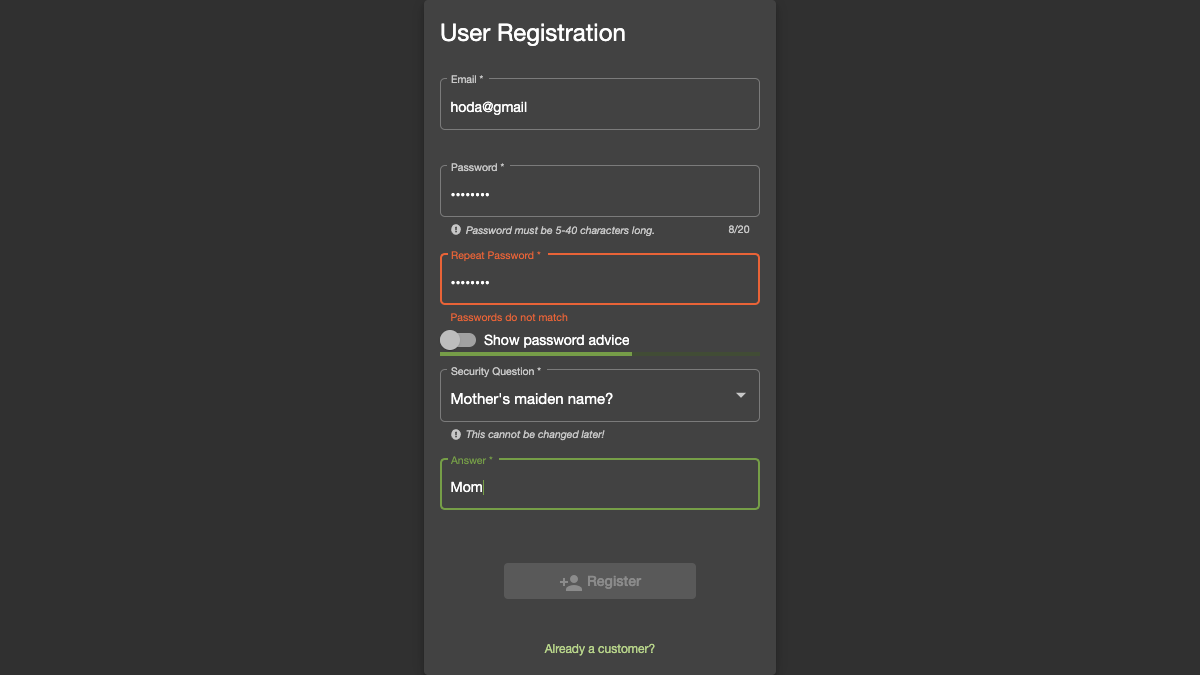 User Registration
Email *
hoda@gmail
Password *
••••••••
Password must be 5-40 characters long. 8/20
Repeat Password *
••••••••
Passwords do not match
Show password advice
Security Question *
Mother's maiden name?
This cannot be changed later!
Answer *
Mom
Register
Already a customer?